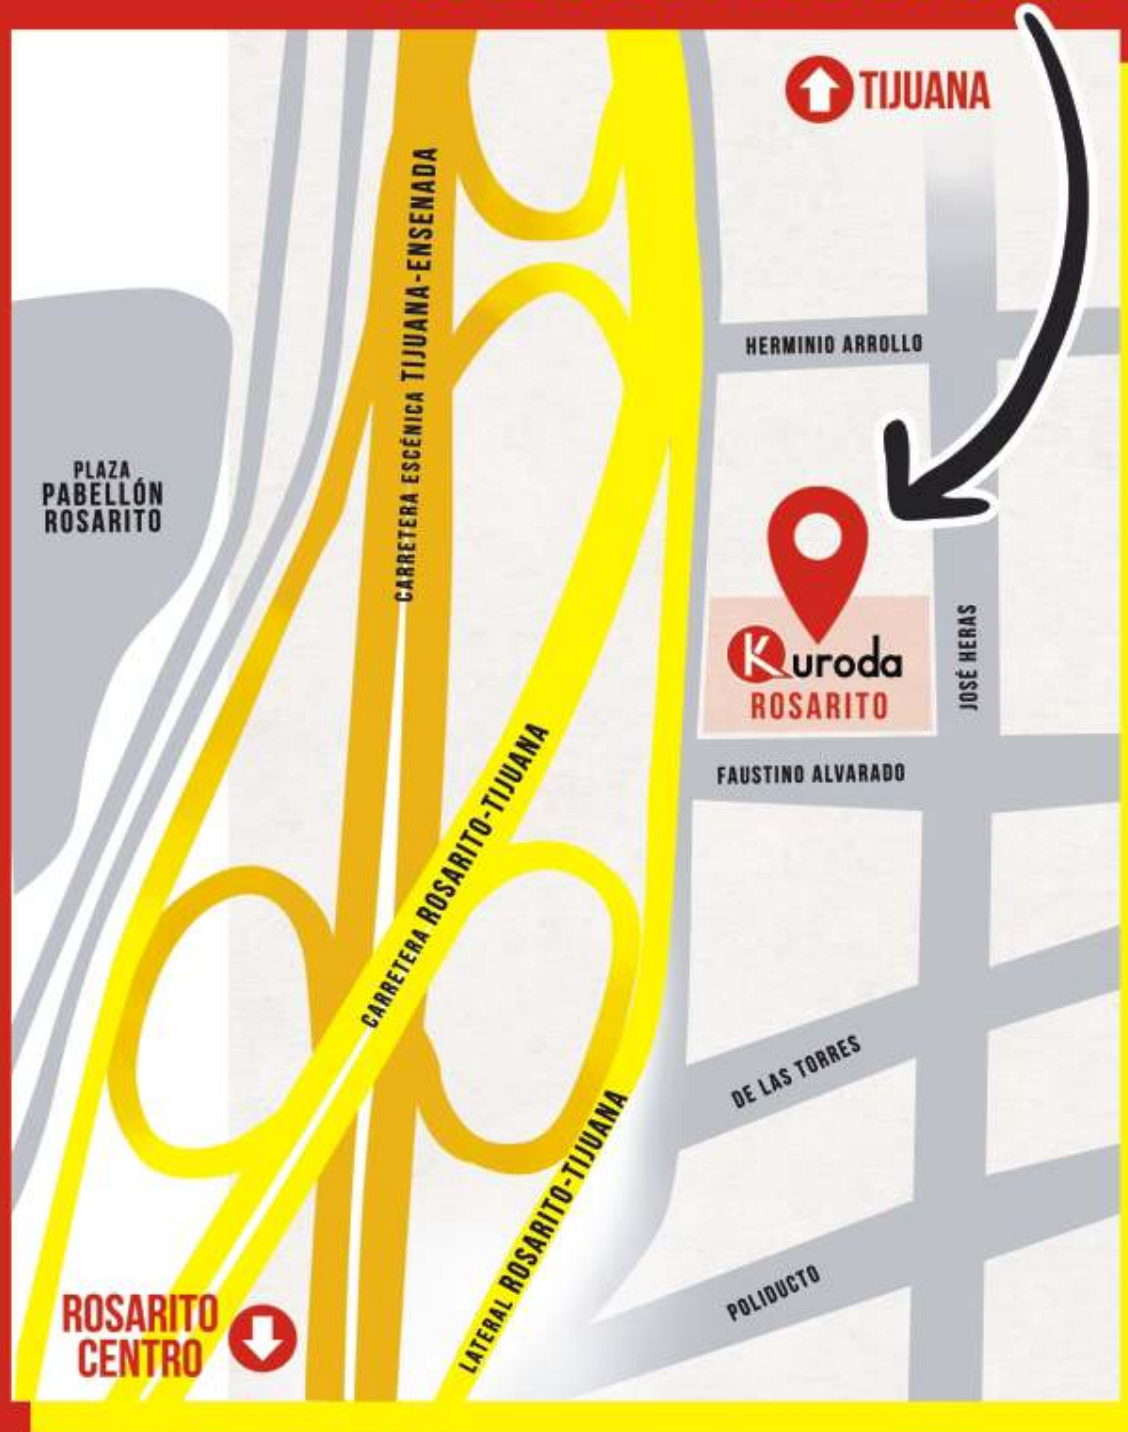 TIJUANA
CARRETERA ESCÉNICA TIJUANA-ENSENADA
HERMINIO ARROLLO
PLAZA
PABELLÓN
ROSARITO
Kuroda
ROSARITO
JOSÉ HERAS
FAUSTINO ALVARADO
CARRETERA ROSARITO-TIJUANA
DE LAS TORRES
LATERAL ROSARITO-TIJUANA
POLIDUCTO
ROSARITO
CENTRO